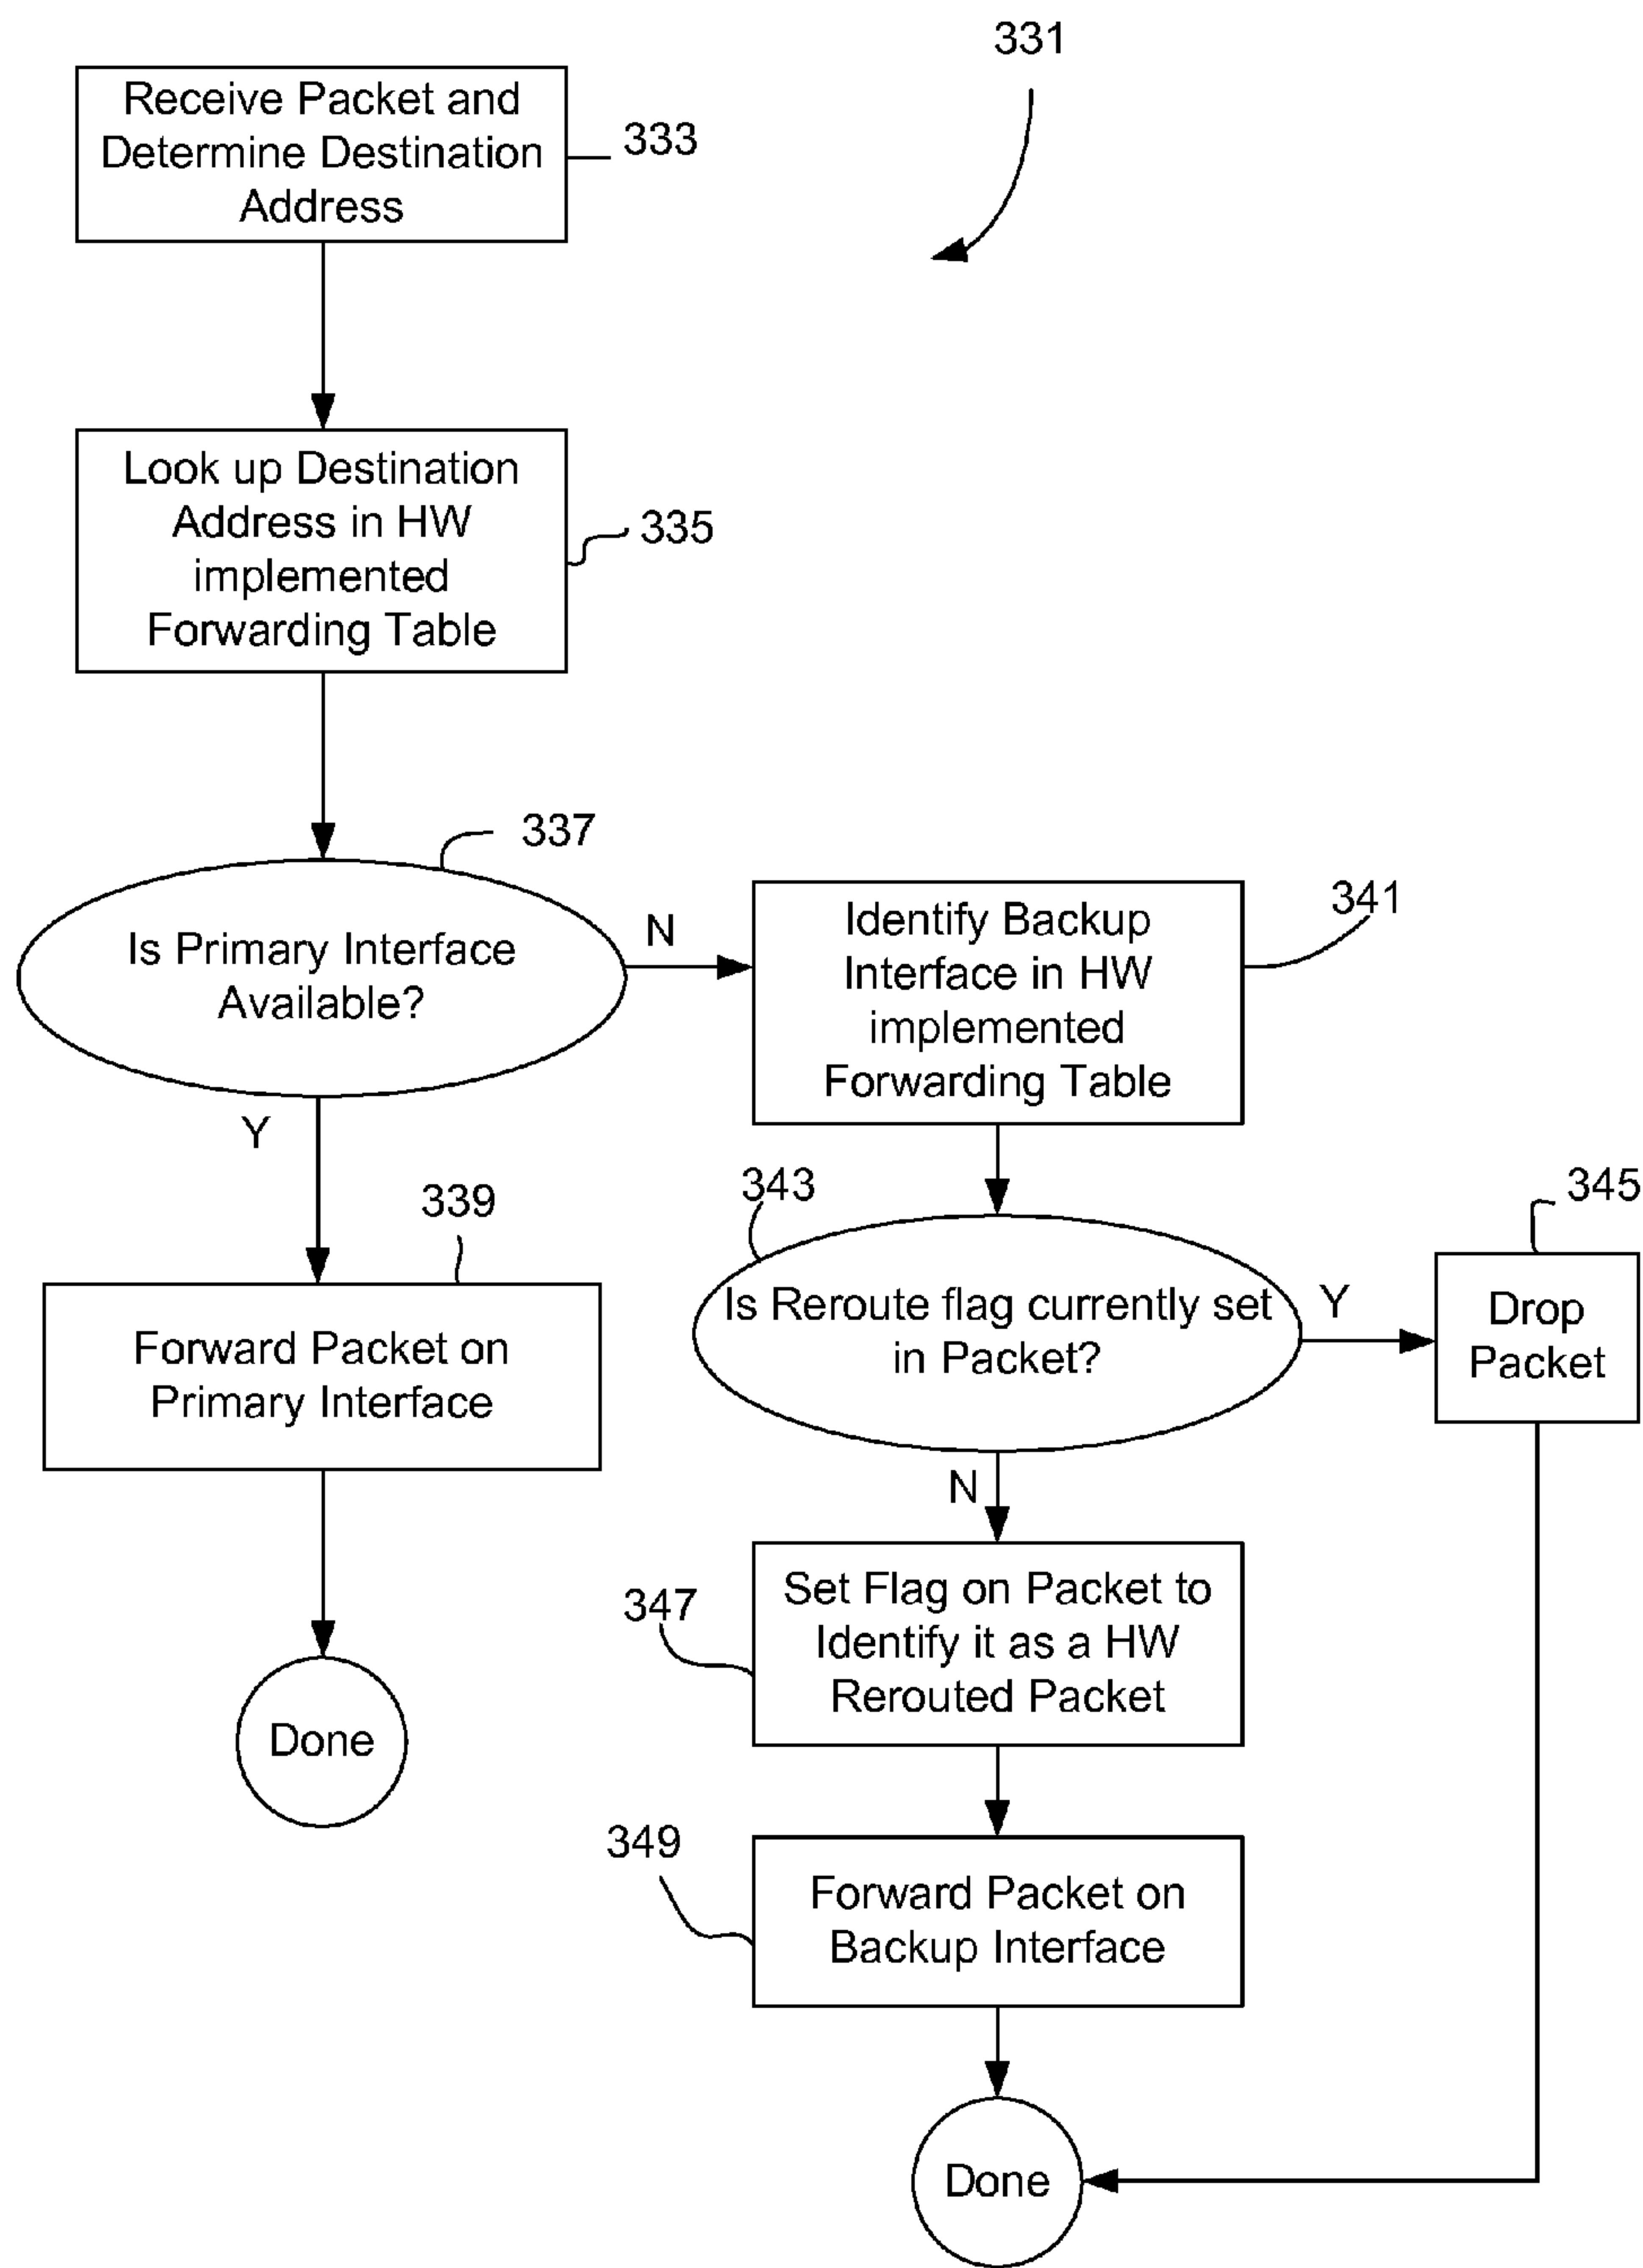 331
Receive Packet and
Determine Destination
Address
333
Look up Destination
Address in HW
implemented
Forwarding Table
335
337
Is Primary Interface
Available?
N
Y
341
Identify Backup
Interface in HW
implemented
Forwarding Table
339
Forward Packet on
Primary Interface
Done
343
Is Reroute flag currently set
in Packet?
Y
345
Drop
Packet
N
347
Set Flag on Packet to
Identify it as a HW
Rerouted Packet
349
Forward Packet on
Backup Interface
Done